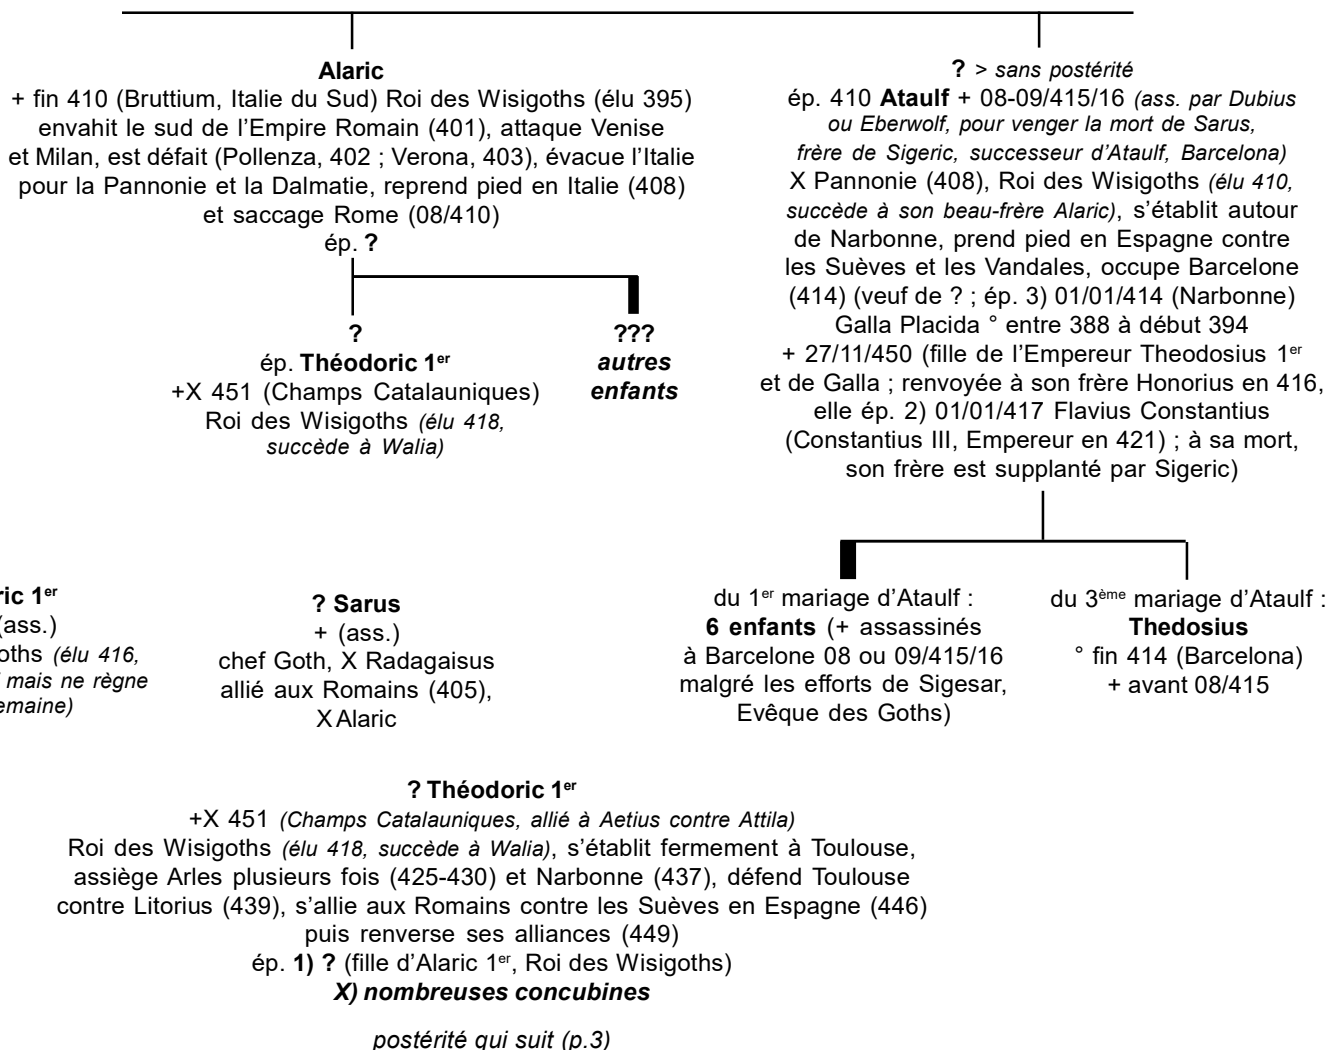 Alaric
+ fin 410 (Bruttium, Italie du Sud) Roi des Wisigoths (élu 395)
envahit le sud de l’Empire Romain (401), attaque Venise
et Milan, est défait (Pollenza, 402 ; Verona, 403), évacue l’Italie
pour la Pannonie et la Dalmatie, reprend pied en Italie (408)
et saccage Rome (08/410)
ép. ?
? > sans postérité
ép. 410 Ataulf + 08-09/415/16 (ass. par Dubius
ou Eberwolf, pour venger la mort de Sarus,
frère de Sigeric, successeur d’Ataulf, Barcelona)
X Pannonie (408), Roi des Wisigoths (élu 410,
succède à son beau-frère Alaric), s’établit autour
de Narbonne, prend pied en Espagne contre
les Suèves et les Vandales, occupe Barcelone
(414) (veuf de ? ; ép. 3) 01/01/414 (Narbonne)
Galla Placida ° entre 388 à début 394
+ 27/11/450 (fille de l’Empereur Theodosius 1er
et de Galla ; renvoyée à son frère Honorius en 416,
elle ép. 2) 01/01/417 Flavius Constantius
(Constantius III, Empereur en 421) ; à sa mort,
son frère est supplanté par Sigeric)
?
ép. Théodoric 1er
+X 451 (Champs Catalauniques)
Roi des Wisigoths (élu 418,
succède à Walia)
???
autres
enfants
ric 1er
(ass.)
oths (élu 416,
mais ne règne
emaine)
? Sarus
+ (ass.)
chef Goth, X Radagaisus
allié aux Romains (405),
X Alaric
du 1er mariage d’Ataulf :
6 enfants (+ assassinés
à Barcelone 08 ou 09/415/16
malgré les efforts de Sigesar,
Evêque des Goths)
du 3ème mariage d’Ataulf :
Thedosius
° fin 414 (Barcelona)
+ avant 08/415
? Théodoric 1er
+X 451 (Champs Catalauniques, allié à Aetius contre Attila)
Roi des Wisigoths (élu 418, succède à Walia), s’établit fermement à Toulouse,
assiège Arles plusieurs fois (425-430) et Narbonne (437), défend Toulouse
contre Litorius (439), s’allie aux Romains contre les Suèves en Espagne (446)
puis renverse ses alliances (449)
ép. 1) ? (fille d’Alaric 1er, Roi des Wisigoths)
X) nombreuses concubines
postérité qui suit (p.3)